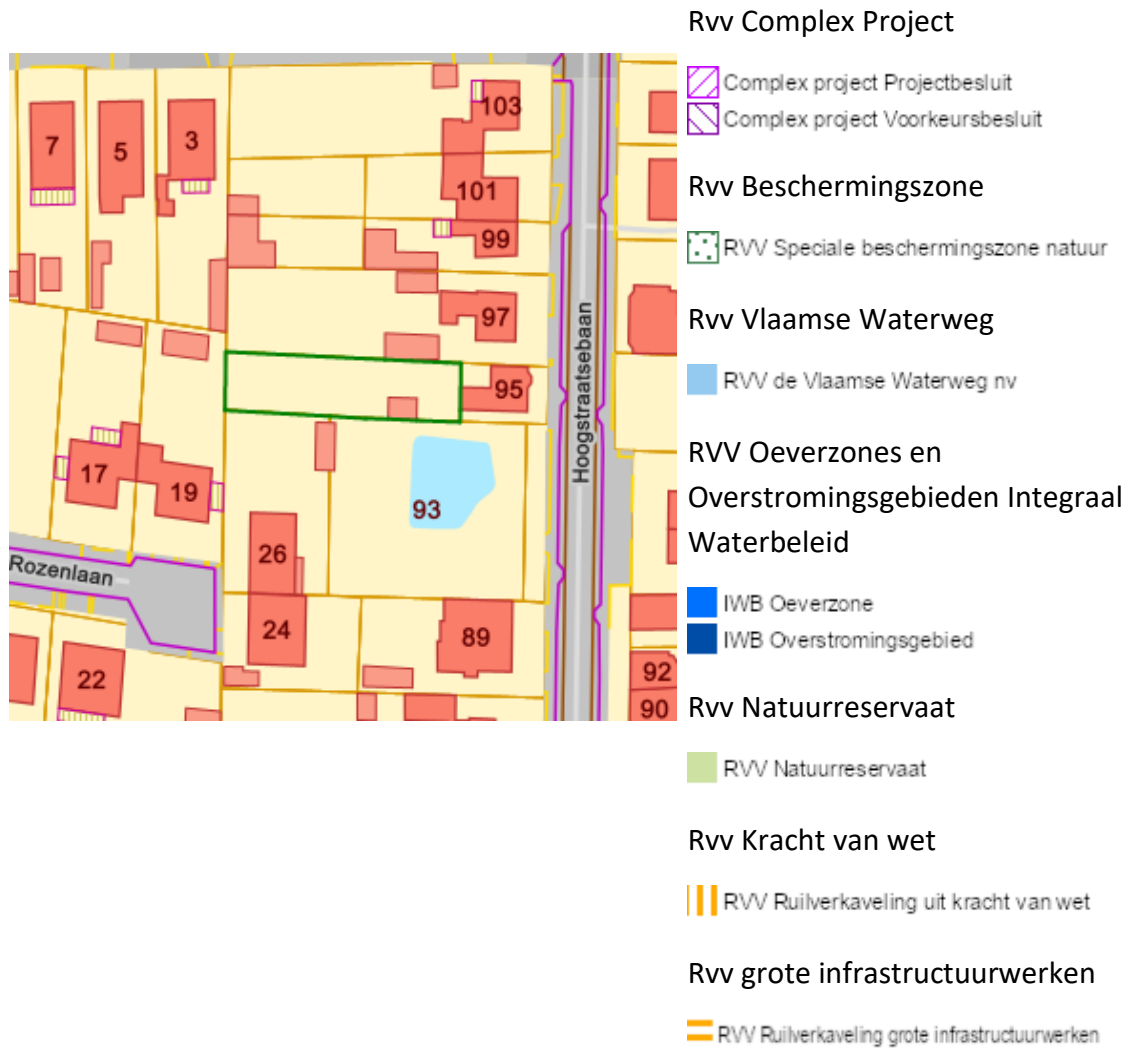 Rvv Complex Project
Complex project Projectbesluit
Complex project Voorkeursbesluit
Rvv Beschermingszone
RVV Speciale beschermingszone natuur
Rvv Vlaamse Waterweg
RVV de Vlaamse Waterweg nv
RVV Oeverzones en
Overstromingsgebieden Integraal
Waterbeleid
IWB Oeverzone
IWB Overstromingsgebied
Rvv Natuurreservaat
RVV Natuurreservaat
Rvv Kracht van wet
RVV Ruilverkaveling uit kracht van wet
Rvv grote infrastructuurwerken
RVV Ruilverkaveling grote infrastructuurwerken
103
7
5
3
101
99
97
95
Hoogstraatsebaan
17
19
93
26
Rozenlaan
24
89
22
92
90